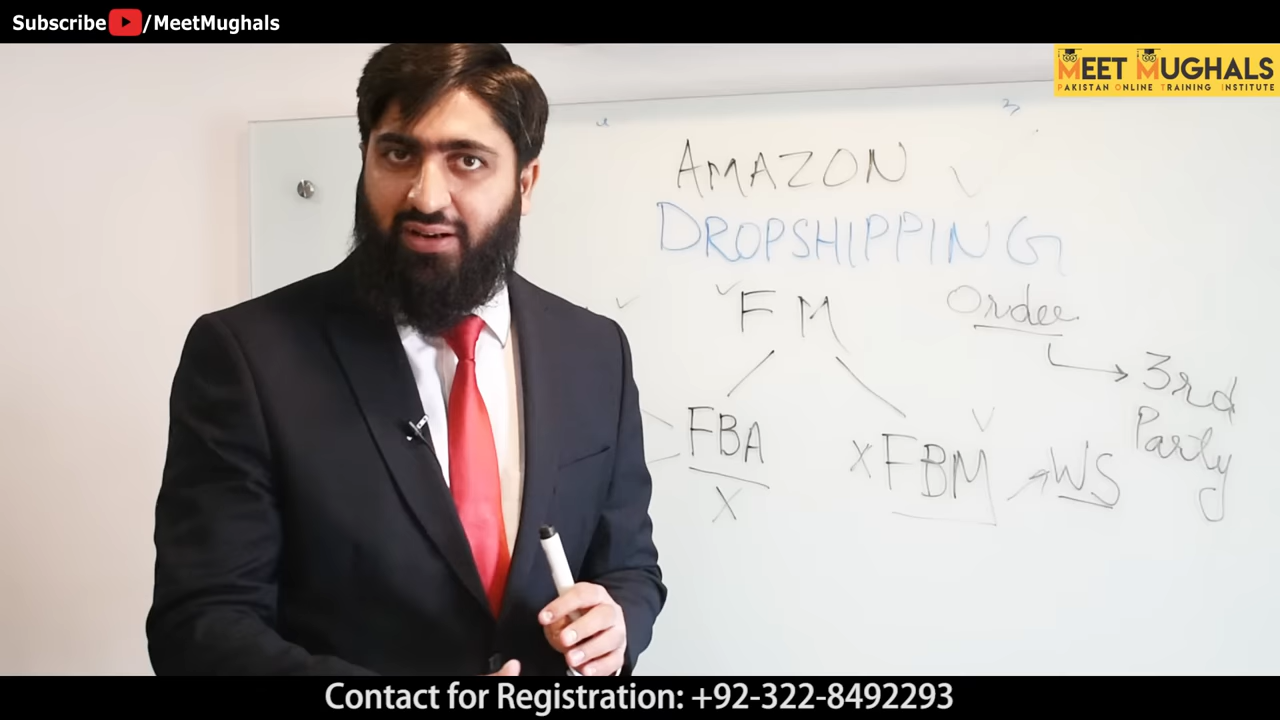 Subscribe /MeetMughals
MEET MUGHALS
PAKISTAN ONLINE TRAINING INSTITUTE
AMAZON
DROPSHIPPING
FM
Order
3rd
Party
FBA
X
X FBM
WS
Contact for Registration: +92-322-8492293